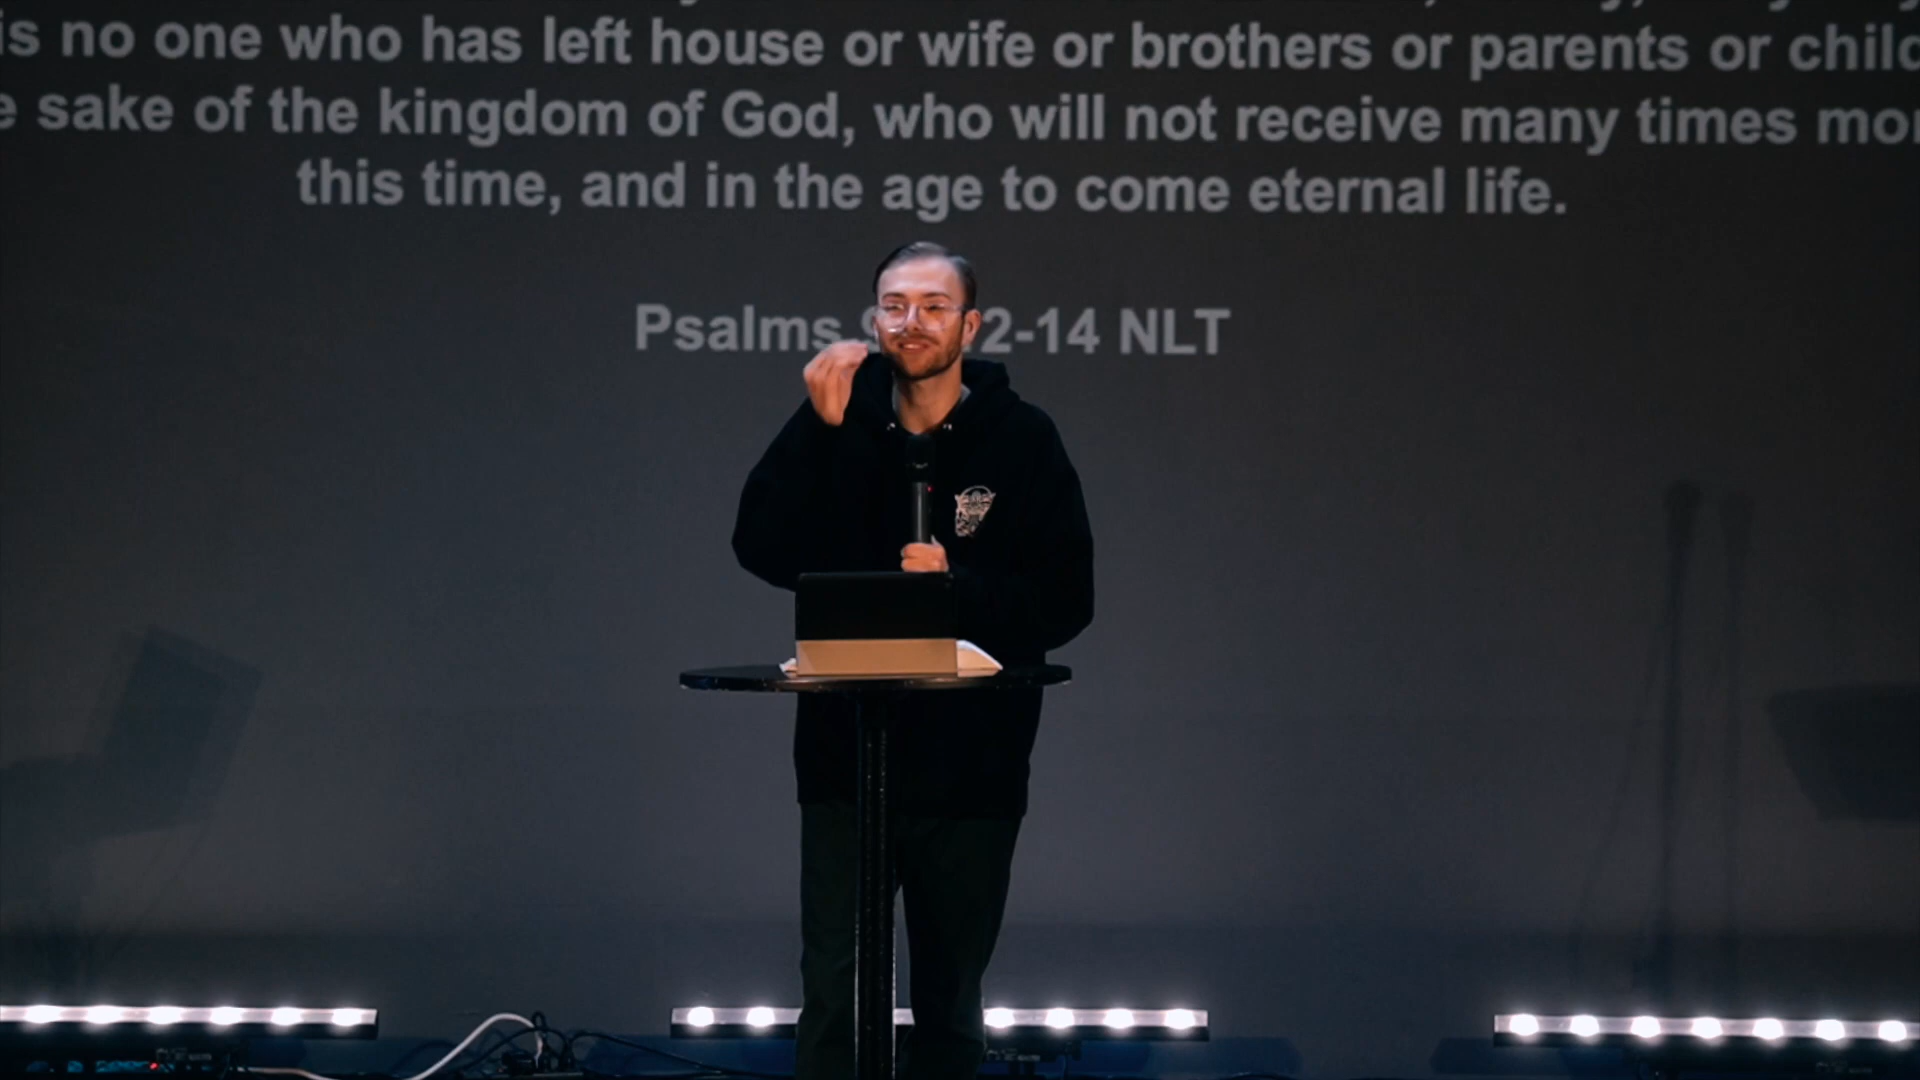 is no one who has left house or wife or brothers or parents or child
e sake of the kingdom of God, who will not receive many times mor
this time, and in the age to come eternal life.
Psalms 9 2-14 NLT